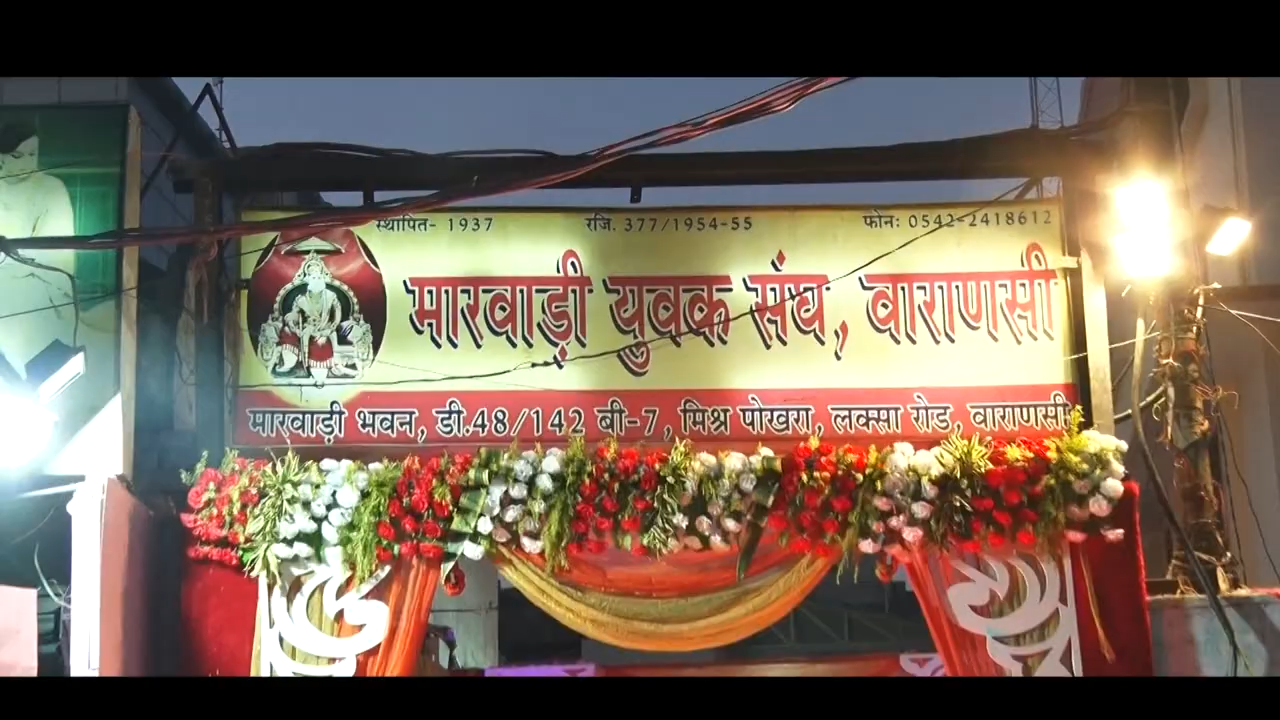 स्थापित- 1937 रजि. 377/1954-55 फोनः 0542-2418612
मारवाड़ी युवक संघ, वाराणसी
मारवाड़ी भवन, डी.48/142 बी-7, मिश्र पोखरा, लक्सा रोड, वाराणसी